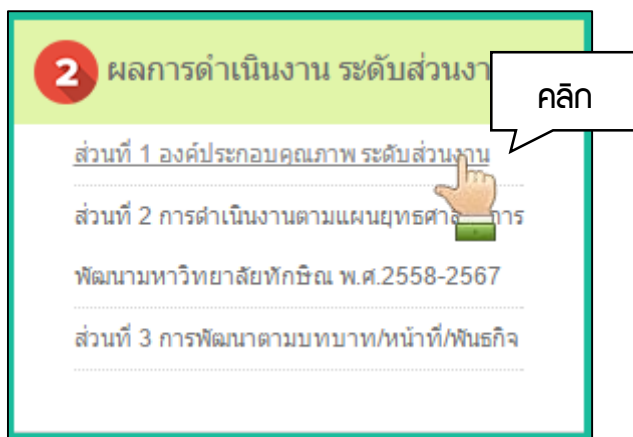 2 ผลการดำเนินงาน ระดับส่วนงา
คลิก
ส่วนที่ 1 องค์ประกอบคุณภาพ ระดับส่วนงาน
ส่วนที่ 2 การดำเนินงานตามแผนยุทธศาส การ
พัฒนามหาวิทยาลัยทักษิณ พ.ศ.2558-2567
ส่วนที่ 3 การพัฒนาตามบทบาท/หน้าที่/พันธกิจ